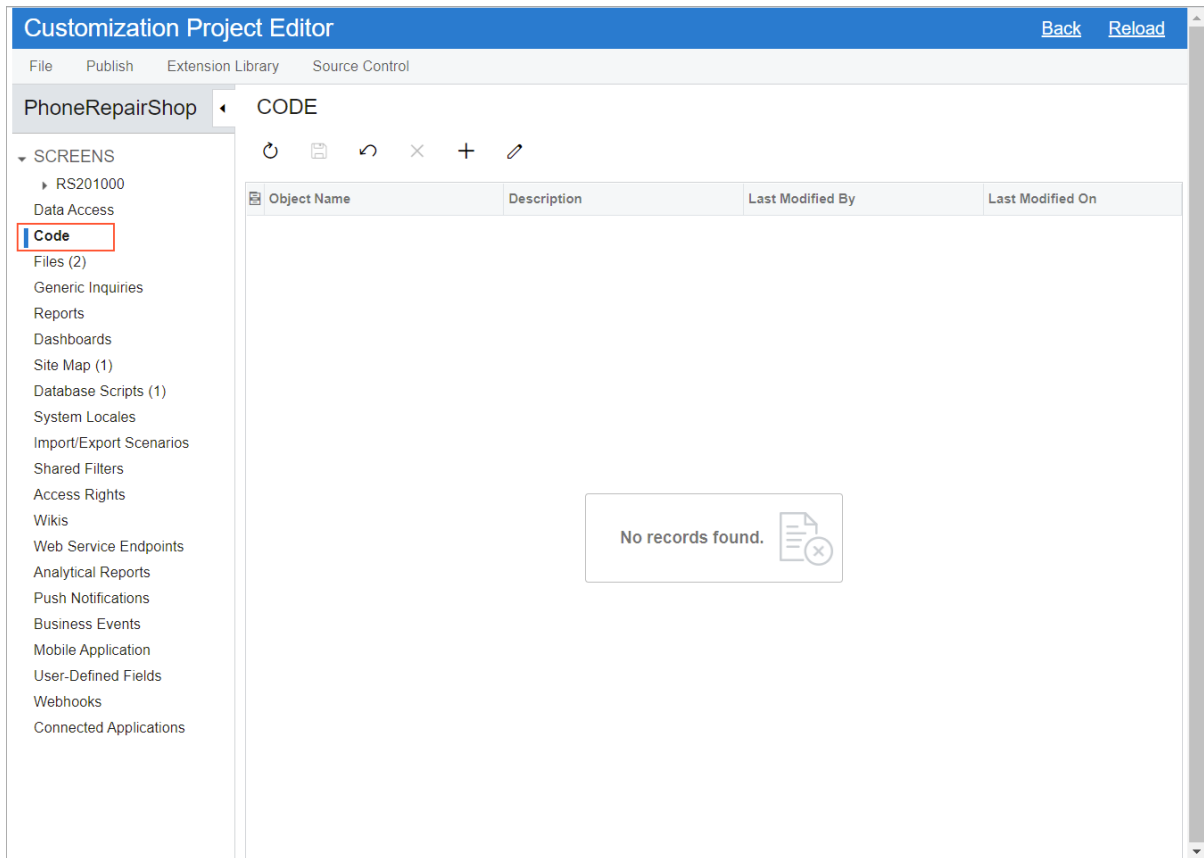 Customization Project Editor Back Reload
File Publish Extension Library Source Control
PhoneRepairShop CODE
SCREENS
RS201000
Object Name Description Last Modified By Last Modified On
Data Access
Code
Files (2)
Generic Inquiries
Reports
Dashboards
Site Map (1)
Database Scripts (1)
System Locales
Import/Export Scenarios
Shared Filters
Access Rights
Wikis
No records found.
Web Service Endpoints
Analytical Reports
Push Notifications
Business Events
Mobile Application
User-Defined Fields
Webhooks
Connected Applications